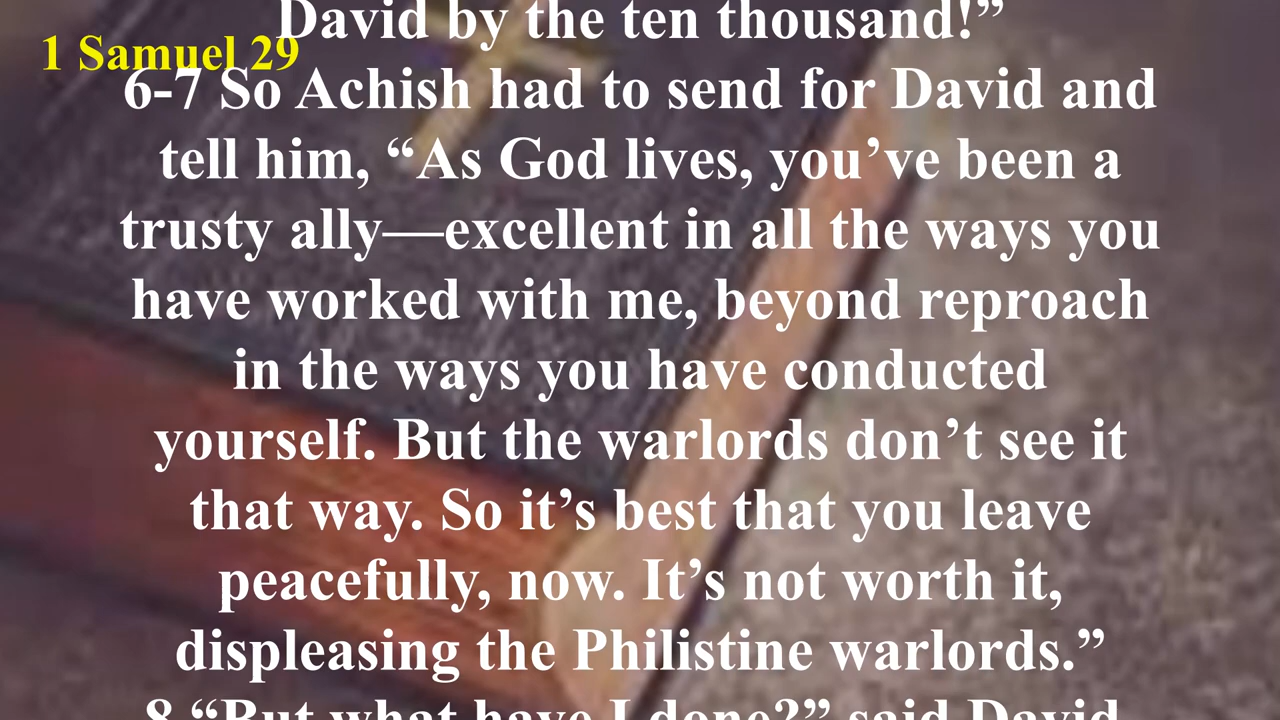 David by the ten thousand!”
1 Samuel 29
6-7 So Achish had to send for David and
tell him, “As God lives, you’ve been a
trusty ally—excellent in all the ways you
have worked with me, beyond reproach
in the ways you have conducted
yourself. But the warlords don’t see it
that way. So it’s best that you leave
peacefully, now. It’s not worth it,
displeasing the Philistine warlords.”
8 “But what have I done?” said David.